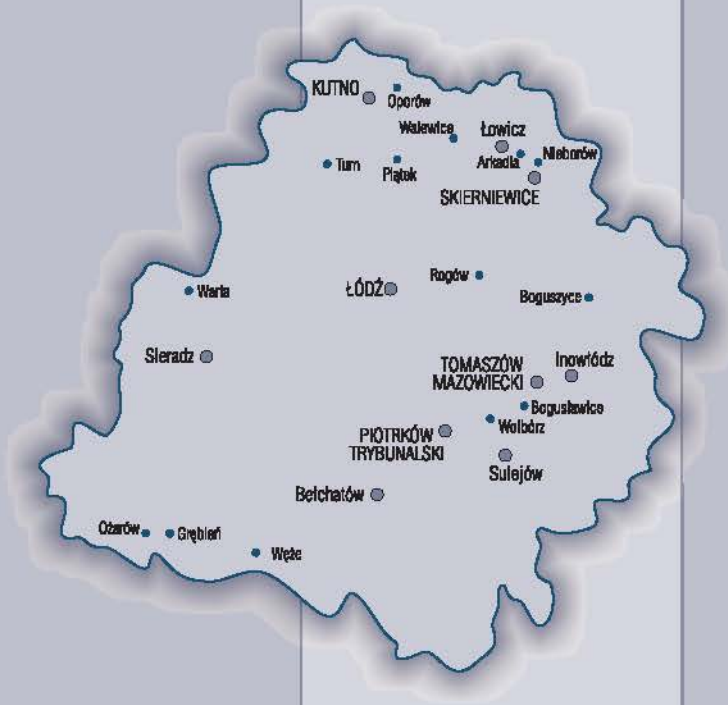 KUTNO
Oporów
Walewice
Łowicz
Tum
Piątek
Arkadia
Nieborów
SKIERNIEWICE
Warta
ŁÓDŹ
Rogów
Boguszyce
Sieradz
TOMASZÓW
MAZOWIECKI
Inowłódz
Bogusławice
Wolbórz
PIOTRKÓW
TRYBUNALSKI
Sulejów
Bełchatów
Ożarów
Grębień
Węże